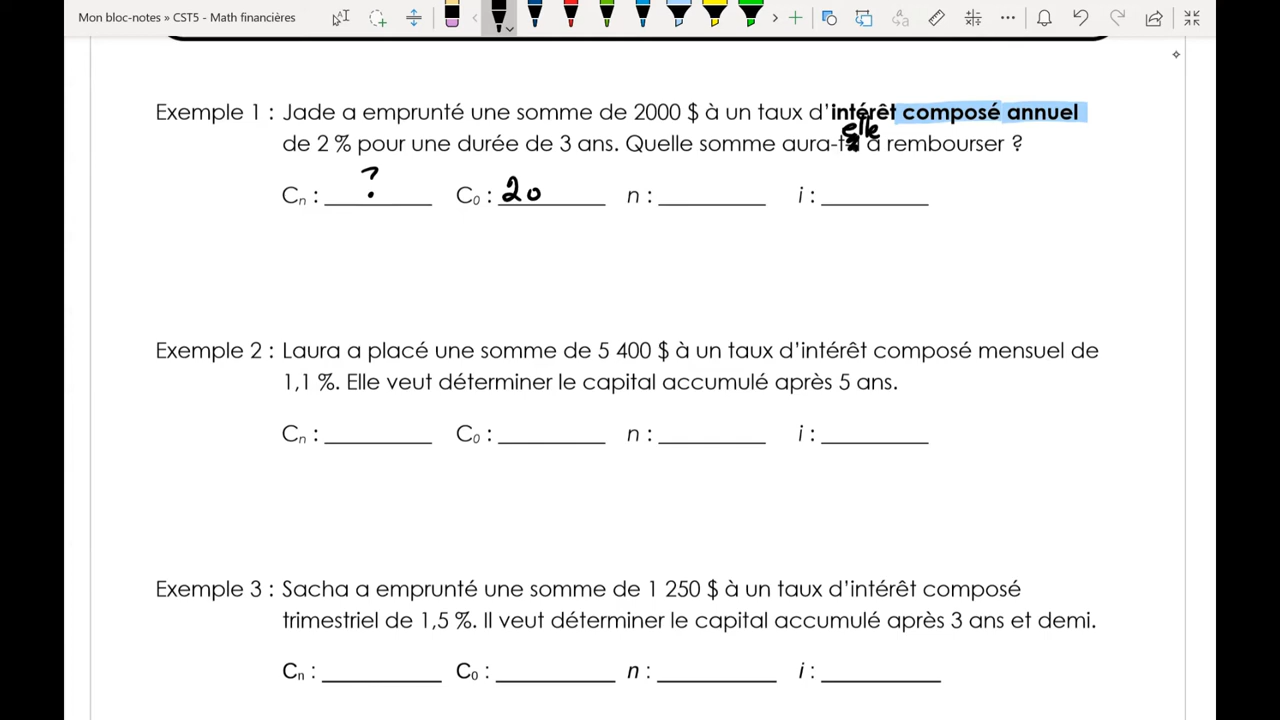 Mon bloc-notes » CST5 - Math financières
Exemple 1 : Jade a emprunté une somme de 2000 $ à un taux d'intérêt composé annuel
elle
de 2 % pour une durée de 3 ans. Quelle somme aura-t à rembourser ?
Cn : ? C0 : 20 n : i :
Exemple 2 : Laura a placé une somme de 5 400 $ à un taux d'intérêt composé mensuel de
1,1 %. Elle veut déterminer le capital accumulé après 5 ans.
Cn : C0 : n : i :
Exemple 3 : Sacha a emprunté une somme de 1 250 $ à un taux d'intérêt composé
trimestriel de 1,5 %. Il veut déterminer le capital accumulé après 3 ans et demi.
Cn : C0 : n : i :